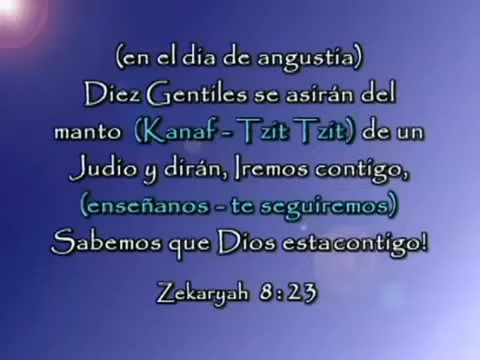 (en el dia de angustia)
Diez Gentiles se asirán del
manto (Kanaf - Tzit Tzit) de un
Judio y dirán, Iremos contigo,
(enseñanos - te seguiremos)
Sabemos que Dios esta contigo!
Zekaryah 8:23